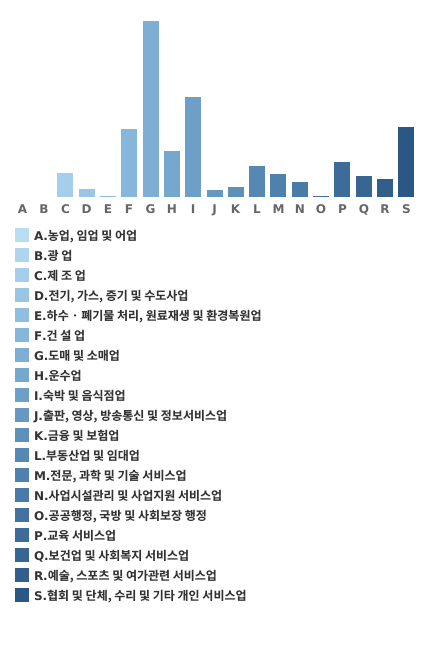 A B C D E F G H I J K L M N O P Q R S
A.농업, 임업 및 어업
B.광 업
C.제 조 업
D.전기, 가스, 증기 및 수도사업
E.하수 · 폐기물 처리, 원료재생 및 환경복원업
F.건 설 업
G.도매 및 소매업
H.운수업
I.숙박 및 음식점업
J.출판, 영상, 방송통신 및 정보서비스업
K.금융 및 보험업
L.부동산업 및 임대업
M.전문, 과학 및 기술 서비스업
N.사업시설관리 및 사업지원 서비스업
O.공공행정, 국방 및 사회보장 행정
P.교육 서비스업
Q.보건업 및 사회복지 서비스업
R.예술, 스포츠 및 여가관련 서비스업
S.협회 및 단체, 수리 및 기타 개인 서비스업